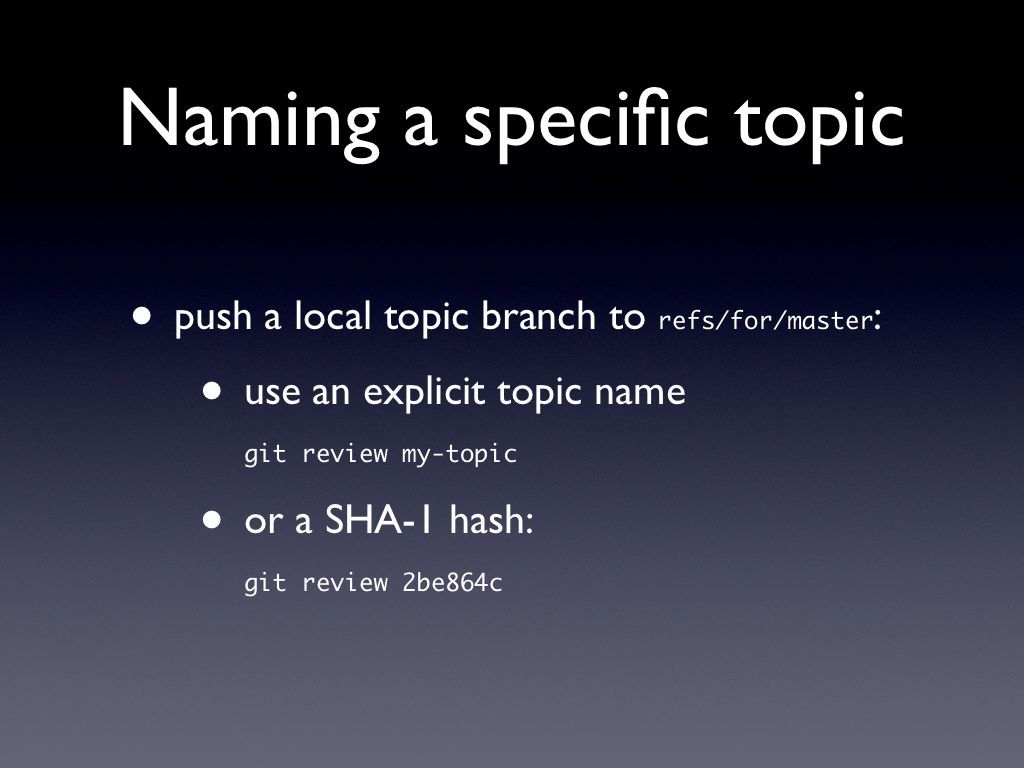 Naming a specific topic
• push a local topic branch to refs/for/master:
• use an explicit topic name
git review my-topic
• or a SHA-1 hash:
git review 2be864c